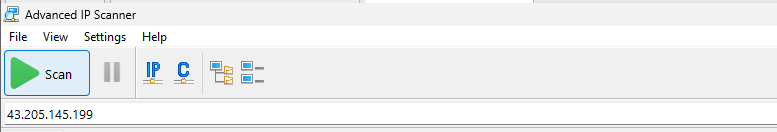 Advanced IP Scanner
File View Settings Help
Scan IP C
43.205.145.199